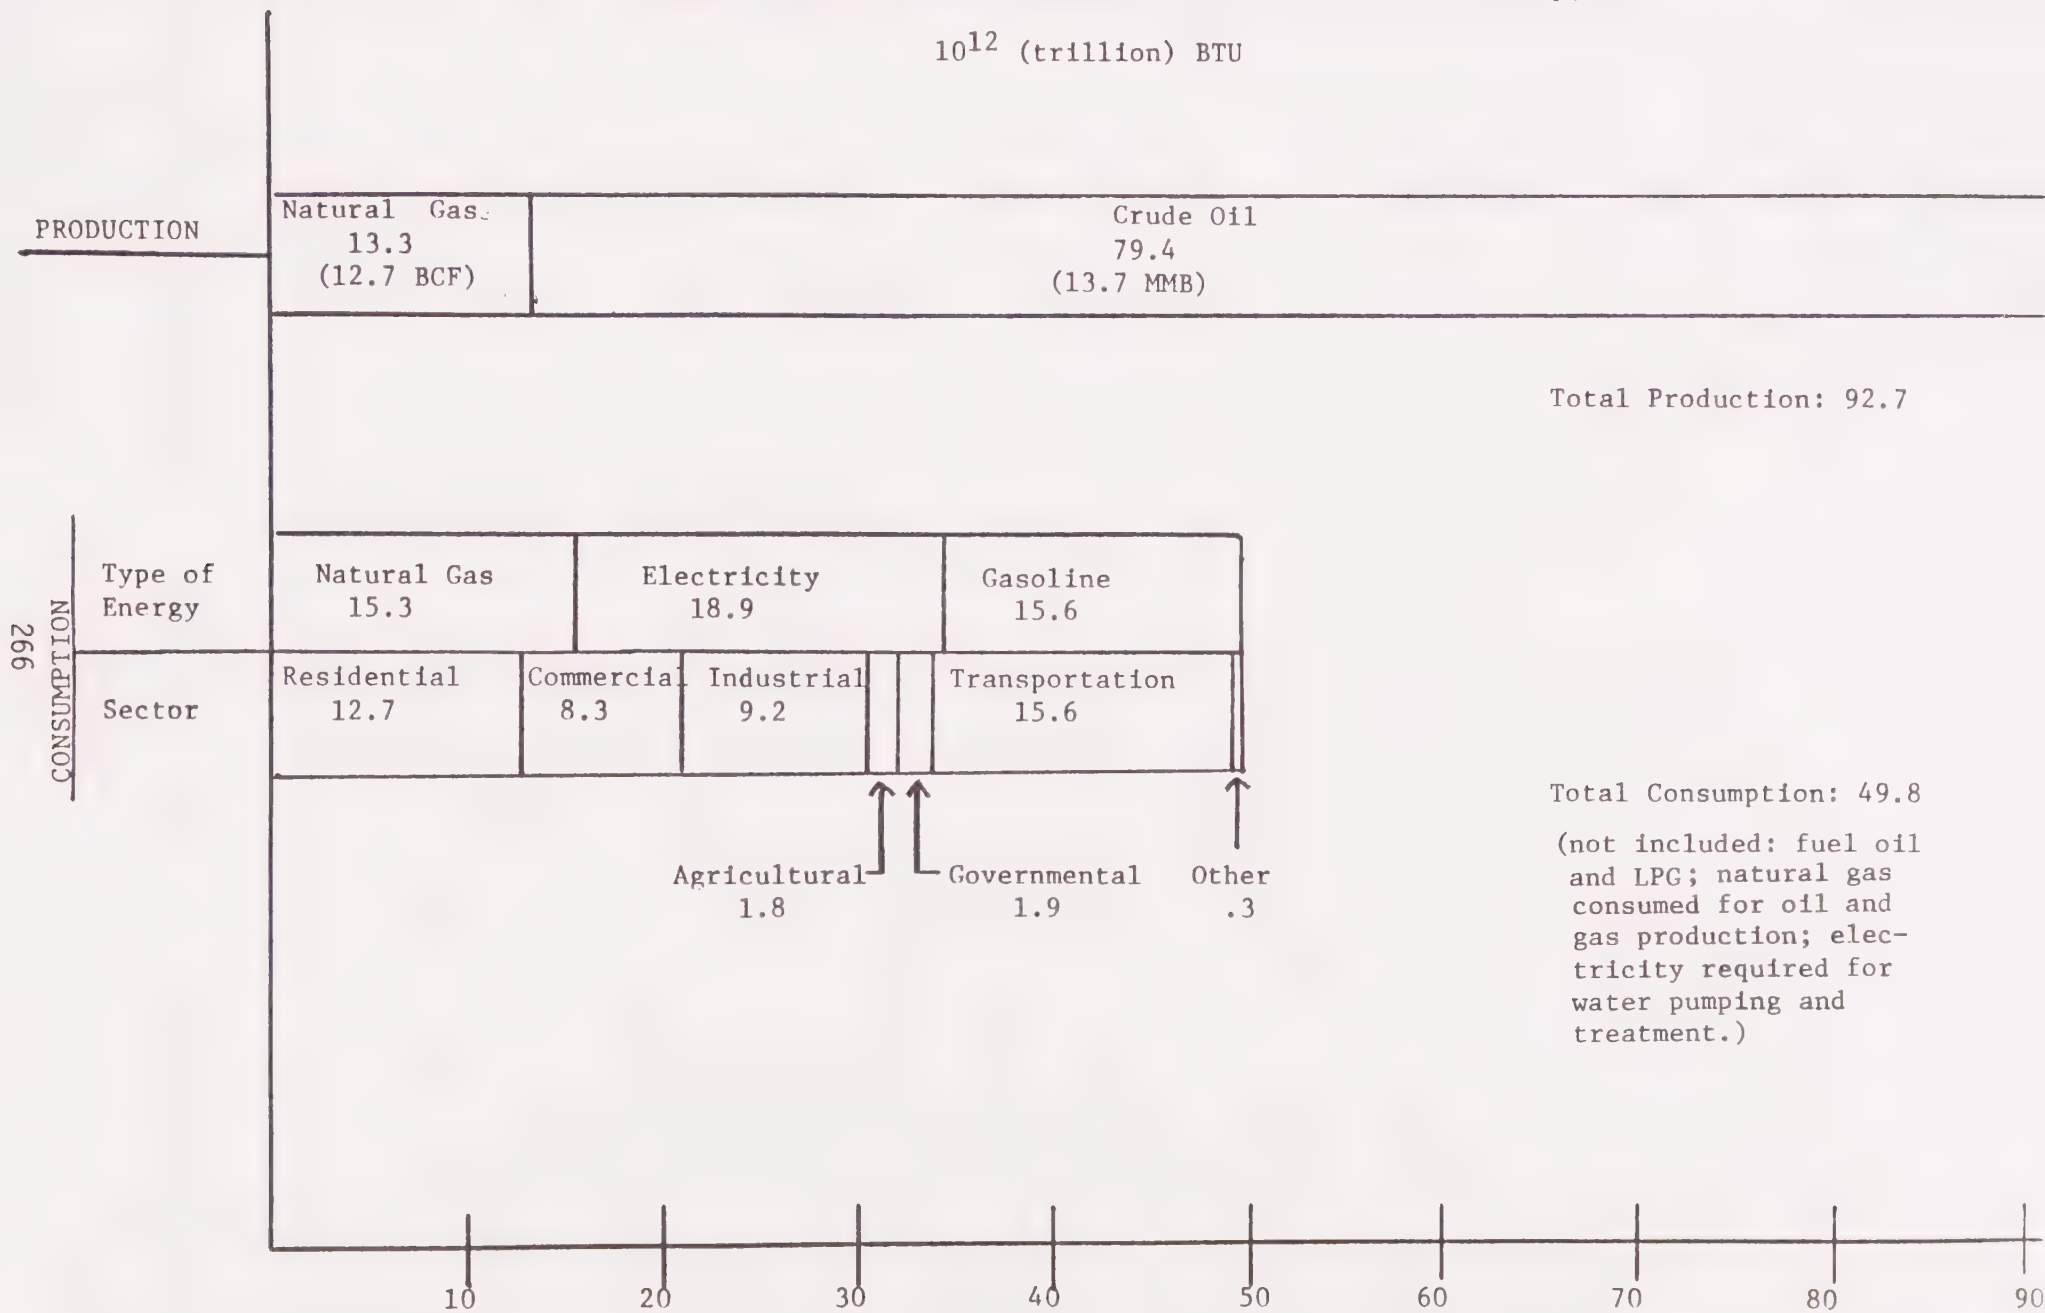 10¹² (trillion) BTU
PRODUCTION
Natural Gas
13.3
(12.7 BCF)
Crude Oil
79.4
(13.7 MMB)
Total Production: 92.7
CONSUMPTION
266
Type of
Energy
Natural Gas
15.3
Electricity
18.9
Gasoline
15.6
Sector
Residential
12.7
Commercial
8.3
Industrial
9.2
Transportation
15.6
Agricultural
1.8
Governmental
1.9
Other
.3
Total Consumption: 49.8
(not included: fuel oil
and LPG; natural gas
consumed for oil and
gas production; elec-
tricity required for
water pumping and
treatment.)
10 20 30 40 50 60 70 80 90